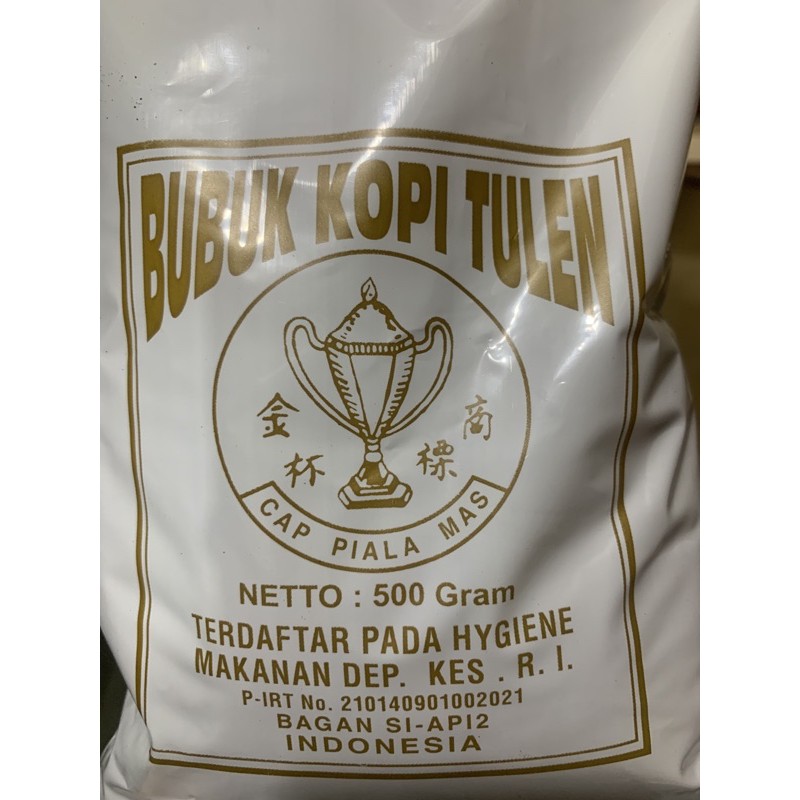 BUBUK KOPI TULEN
金杯
商標
CAP PIALA MAS
NETTO : 500 Gram
TERDAFTAR PADA HYGIENE
MAKANAN DEP. KES . R. I.
P-IRT No. 210140901002021
BAGAN SI-API2
INDONESIA